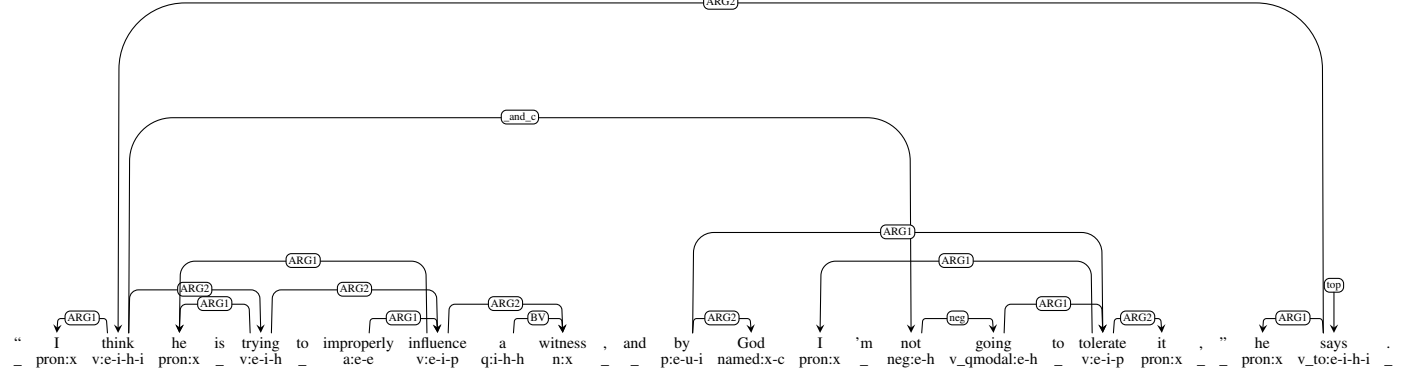 ARG2
_and_c
ARG1
ARG1 ARG1
ARG2 ARG2 top
ARG1 ARG2 ARG1
ARG1 ARG1 BV ARG2 neg ARG2 ARG1
“ I think he is trying to improperly influence a witness , and by God I 'm not going to tolerate it , ” he says .
_ pron:x v:e-i-h-i pron:x _ v:e-i-h _ a:e-e v:e-i-p q:i-h-h n:x _ _ p:e-u-i named:x-c pron:x _ neg:e-h v_qmodal:e-h _ v:e-i-p pron:x _ _ pron:x v_to:e-i-h-i _